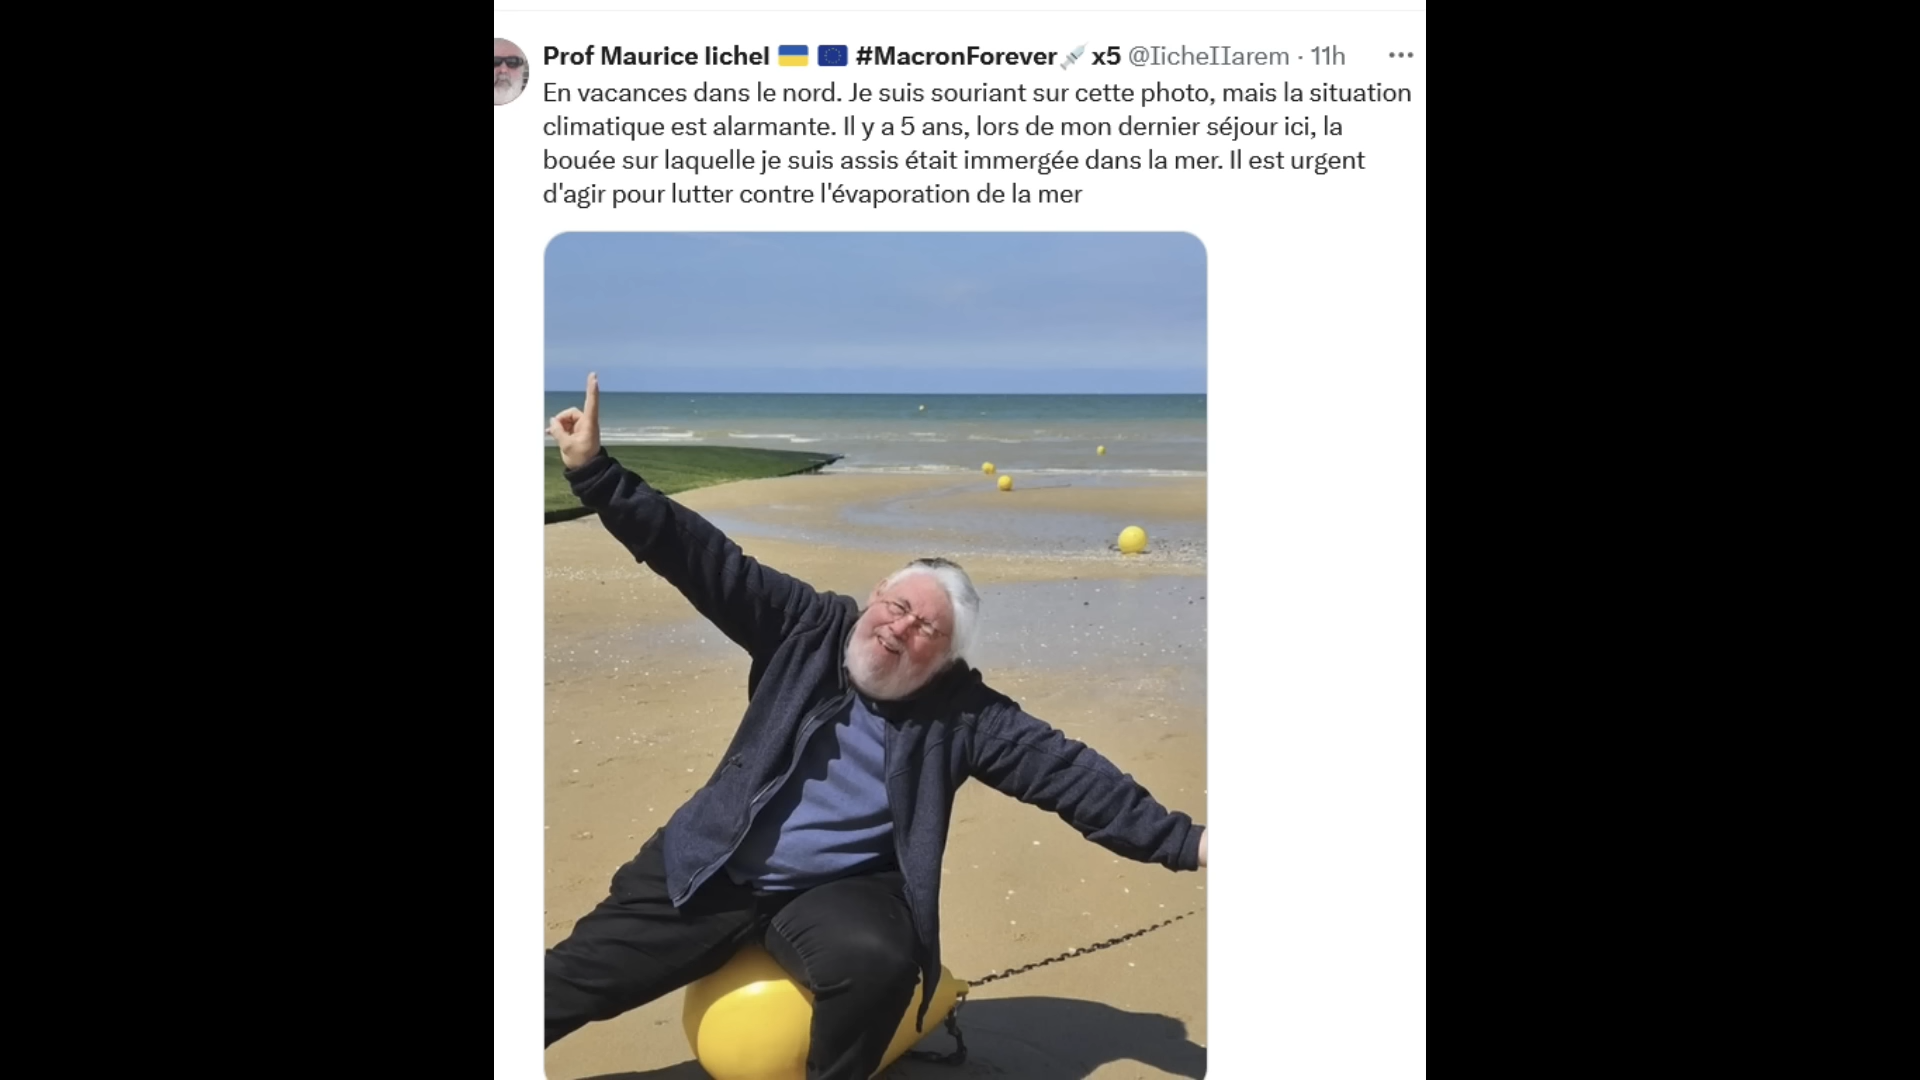 Prof Maurice Iichel 🇺🇦 🇪🇺 #MacronForever💉x5 @IicheIIarem · 11h
En vacances dans le nord. Je suis souriant sur cette photo, mais la situation
climatique est alarmante. Il y a 5 ans, lors de mon dernier séjour ici, la
bouée sur laquelle je suis assis était immergée dans la mer. Il est urgent
d'agir pour lutter contre l'évaporation de la mer